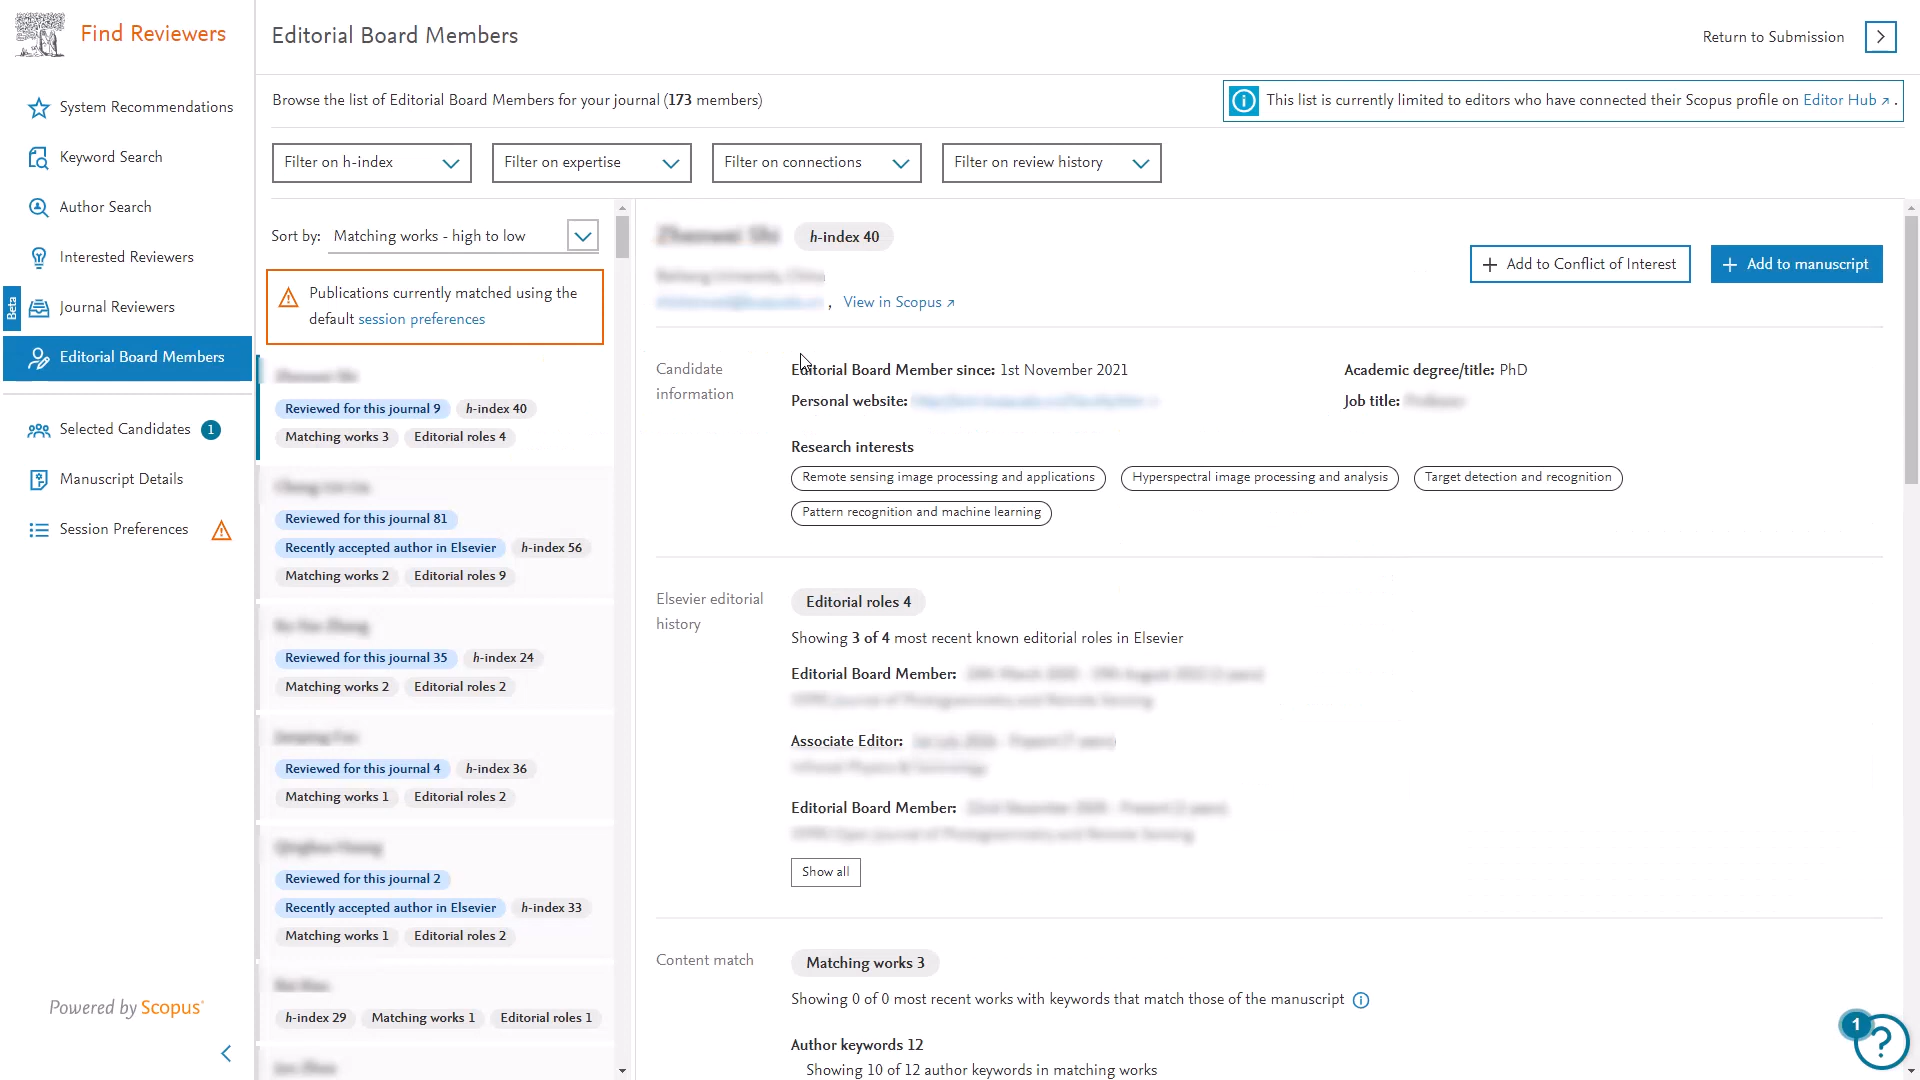 Find Reviewers
System Recommendations
Keyword Search
Author Search
Interested Reviewers
Beta
Journal Reviewers
Editorial Board Members
Selected Candidates 1
Manuscript Details
Session Preferences
Powered by Scopus
Editorial Board Members
Return to Submission
Browse the list of Editorial Board Members for your journal (173 members)
This list is currently limited to editors who have connected their Scopus profile on Editor Hub ↗ .
Filter on h-index
Filter on expertise
Filter on connections
Filter on review history
Sort by: Matching works - high to low
Publications currently matched using the
default session preferences
Reviewed for this journal 9 h-index 40
Matching works 3 Editorial roles 4
Reviewed for this journal 81
Recently accepted author in Elsevier h-index 56
Matching works 2 Editorial roles 9
Reviewed for this journal 35 h-index 24
Matching works 2 Editorial roles 2
Reviewed for this journal 4 h-index 36
Matching works 1 Editorial roles 2
Reviewed for this journal 2
Recently accepted author in Elsevier h-index 33
Matching works 1 Editorial roles 2
h-index 29 Matching works 1 Editorial roles 1
h-index 40
, View in Scopus ↗
+ Add to Conflict of Interest
+ Add to manuscript
Candidate
information
Editorial Board Member since: 1st November 2021
Academic degree/title: PhD
Personal website:
Job title:
Research interests
Remote sensing image processing and applications
Hyperspectral image processing and analysis
Target detection and recognition
Pattern recognition and machine learning
Elsevier editorial
history
Editorial roles 4
Showing 3 of 4 most recent known editorial roles in Elsevier
Editorial Board Member:
Associate Editor:
Editorial Board Member:
Show all
Content match
Matching works 3
Showing 0 of 0 most recent works with keywords that match those of the manuscript
Author keywords 12
Showing 10 of 12 author keywords in matching works
1
?